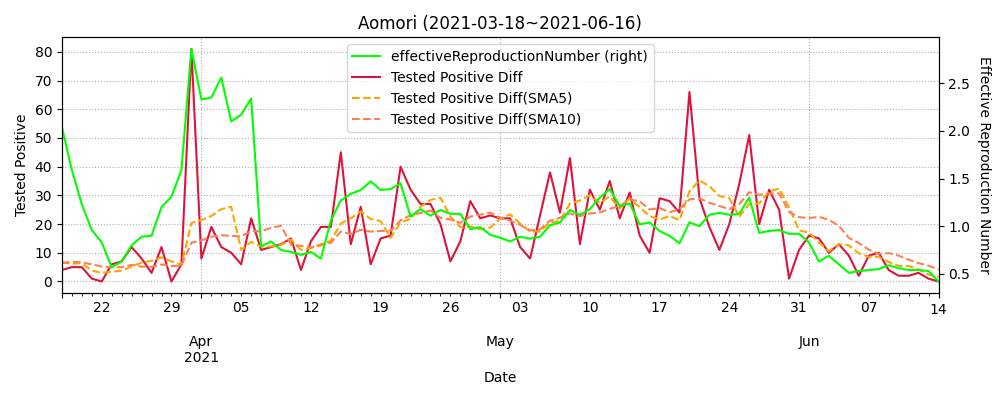 Aomori (2021-03-18~2021-06-16)
effectiveReproductionNumber (right)
Tested Positive Diff
Tested Positive Diff(SMA5)
Tested Positive Diff(SMA10)
Tested Positive
80
70
60
50
40
30
20
10
0
2.5
2.0
1.5
1.0
0.5
Effective Reproduction Number
22 29 05 12 19 26 03 10 17 24 31 07 14
Apr May Jun
2021
Date